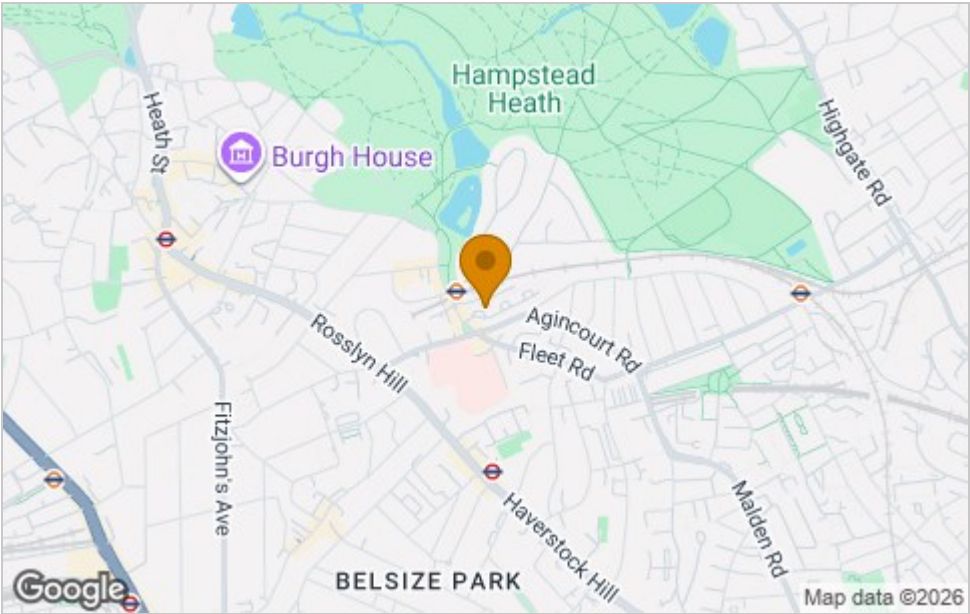 Hampstead
Heath
Heath St
Highgate Rd
Burgh House
Agincourt Rd
Rosslyn Hill
Fleet Rd
Fitzjohn's Ave
Malden Rd
Haverstock Hill
BELSIZE PARK
Google
Map data ©2026